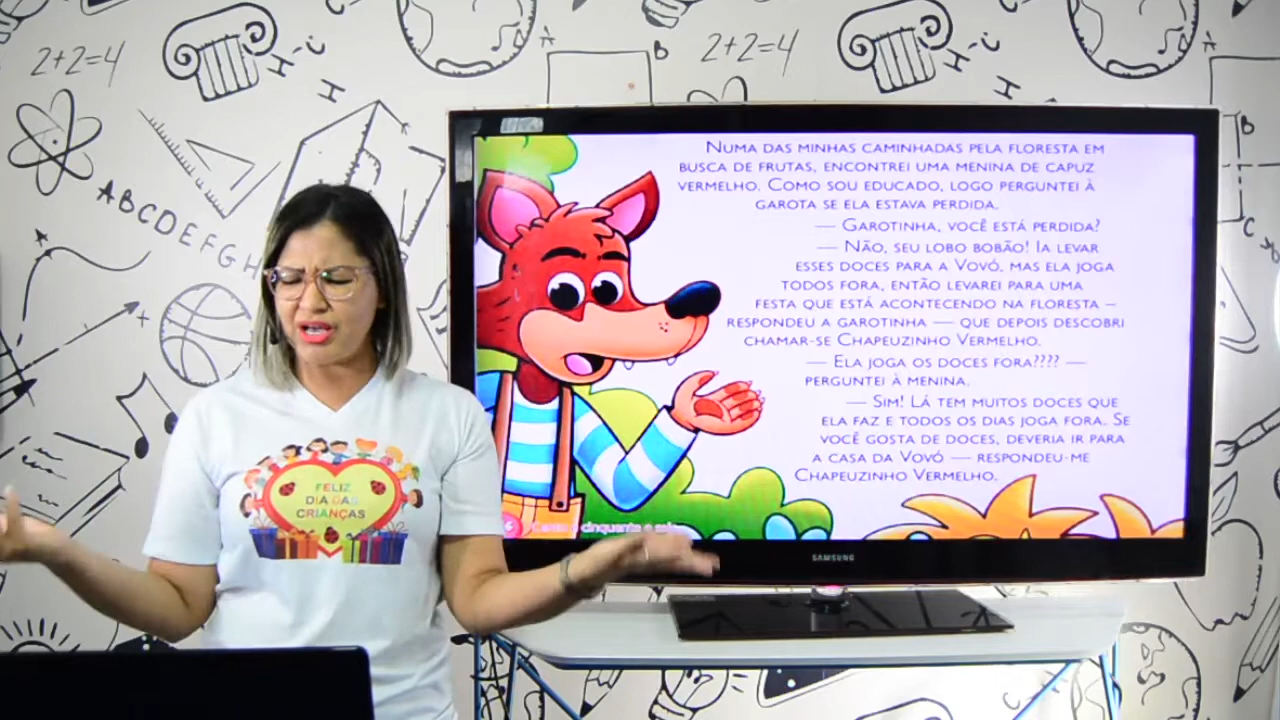 2+2=4
A
B
2+2=4
A
H
H
B
C
ABCDEFGH
NUMA DAS MINHAS CAMINHADAS PELA FLORESTA EM
BUSCA DE FRUTAS, ENCONTREI UMA MENINA DE CAPUZ
VERMELHO. COMO SOU EDUCADO, LOGO PERGUNTEI À
GAROTA SE ELA ESTAVA PERDIDA.
— GAROTINHA, VOCÊ ESTÁ PERDIDA?
— NÃO, SEU LOBO BOBÃO! IA LEVAR
ESSES DOCES PARA A VOVÓ, MAS ELA JOGA
TODOS FORA, ENTÃO LEVAREI PARA UMA
FESTA QUE ESTÁ ACONTECENDO NA FLORESTA –
RESPONDEU A GAROTINHA — QUE DEPOIS DESCOBRI
CHAMAR-SE CHAPEUZINHO VERMELHO.
— ELA JOGA OS DOCES FORA???? —
PERGUNTEI À MENINA.
— SIM! LÁ TEM MUITOS DOCES QUE
ELA FAZ E TODOS OS DIAS JOGA FORA. SE
VOCÊ GOSTA DE DOCES, DEVERIA IR PARA
A CASA DA VOVÓ — RESPONDEU-ME
CHAPEUZINHO VERMELHO.
cinquenta e
SAMSUNG
FELIZ
DIA DAS
CRIANÇAS